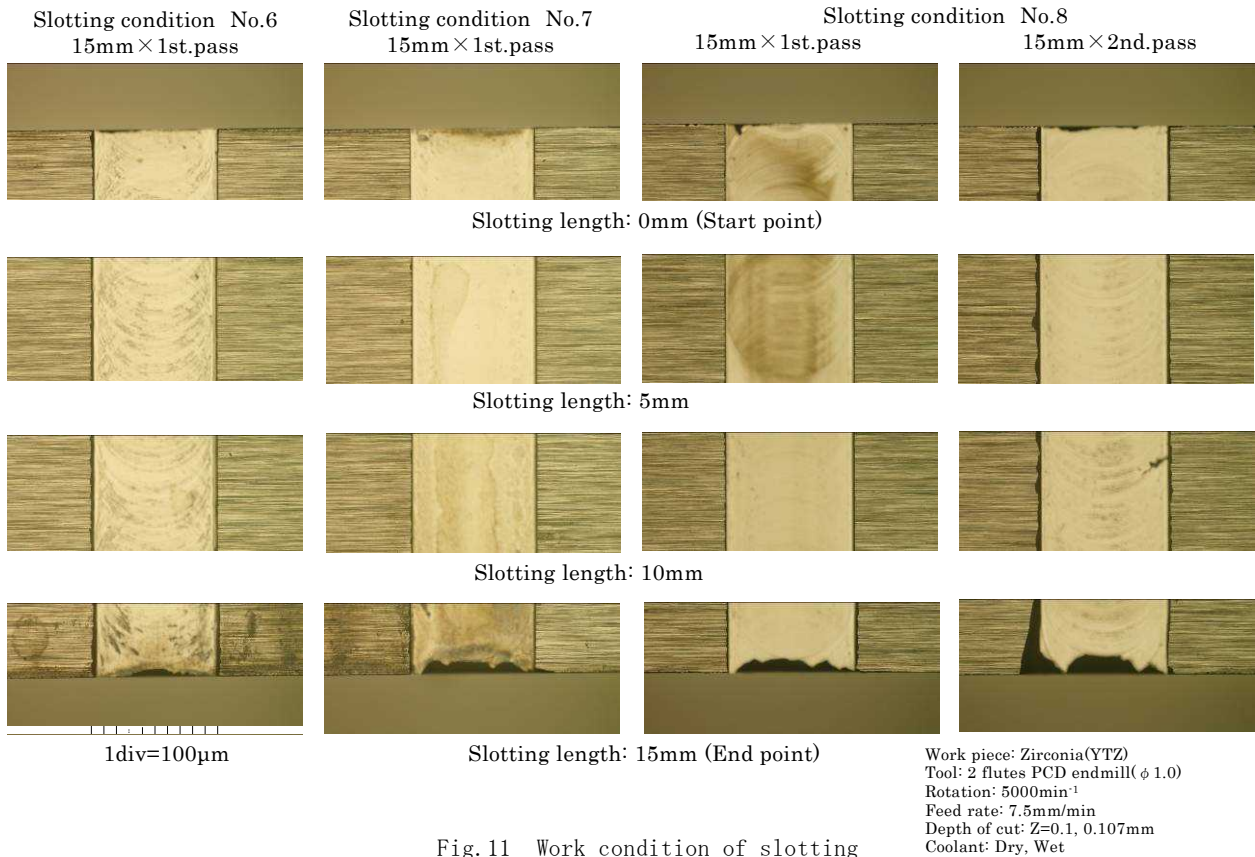 Slotting condition No.6
15mm×1st.pass
Slotting condition No.7
15mm×1st.pass
Slotting condition No.8
15mm×1st.pass
15mm×2nd.pass
Slotting length: 0mm (Start point)
Slotting length: 5mm
Slotting length: 10mm
1div=100μm
Slotting length: 15mm (End point)
Work piece: Zirconia(YTZ)
Tool: 2 flutes PCD endmill(φ1.0)
Rotation: 5000min⁻¹
Feed rate: 7.5mm/min
Depth of cut: Z=0.1, 0.107mm
Coolant: Dry, Wet
Fig.11 Work condition of slotting